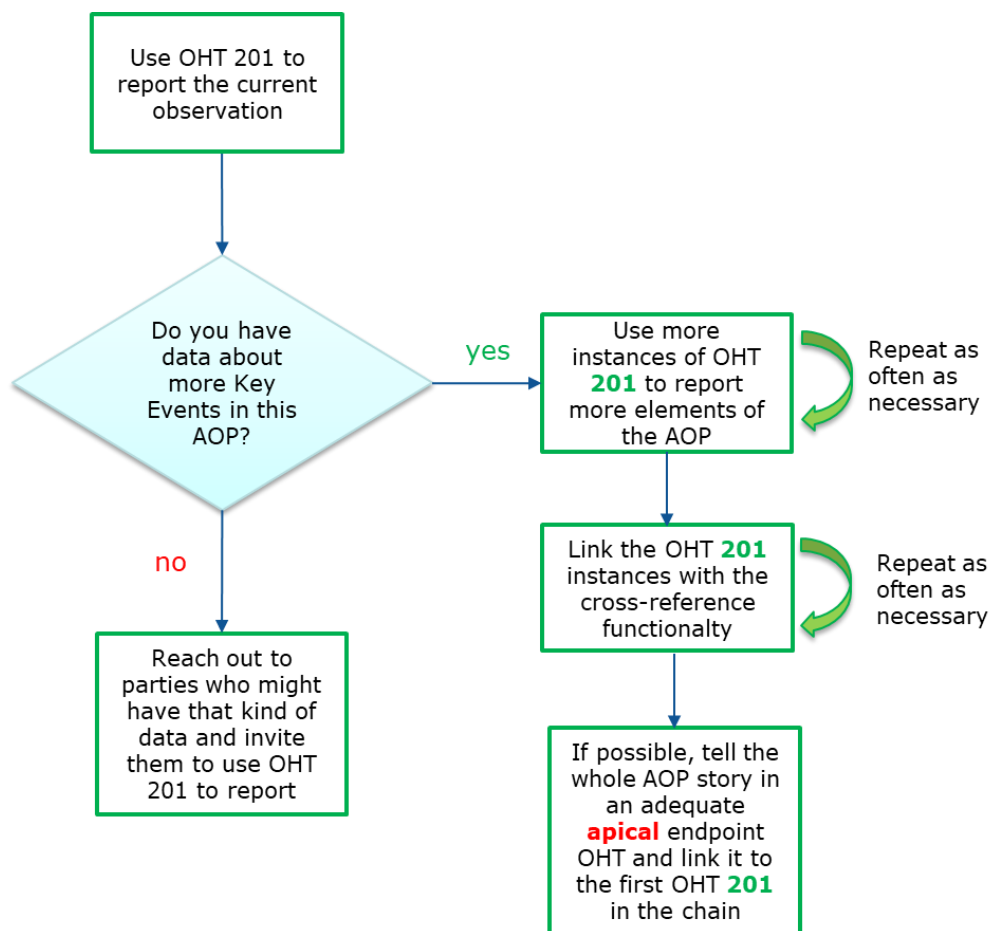 Use OHT 201 to
report the current
observation
Do you have
data about
more Key
Events in this
AOP?
yes
Use more
instances of OHT
201 to report
more elements of
the AOP
Repeat as
often as
necessary
no
Link the OHT 201
instances with the
cross-reference
functionalty
Repeat as
often as
necessary
Reach out to
parties who might
have that kind of
data and invite
them to use OHT
201 to report
If possible, tell the
whole AOP story in
an adequate
apical endpoint
OHT and link it to
the first OHT 201
in the chain